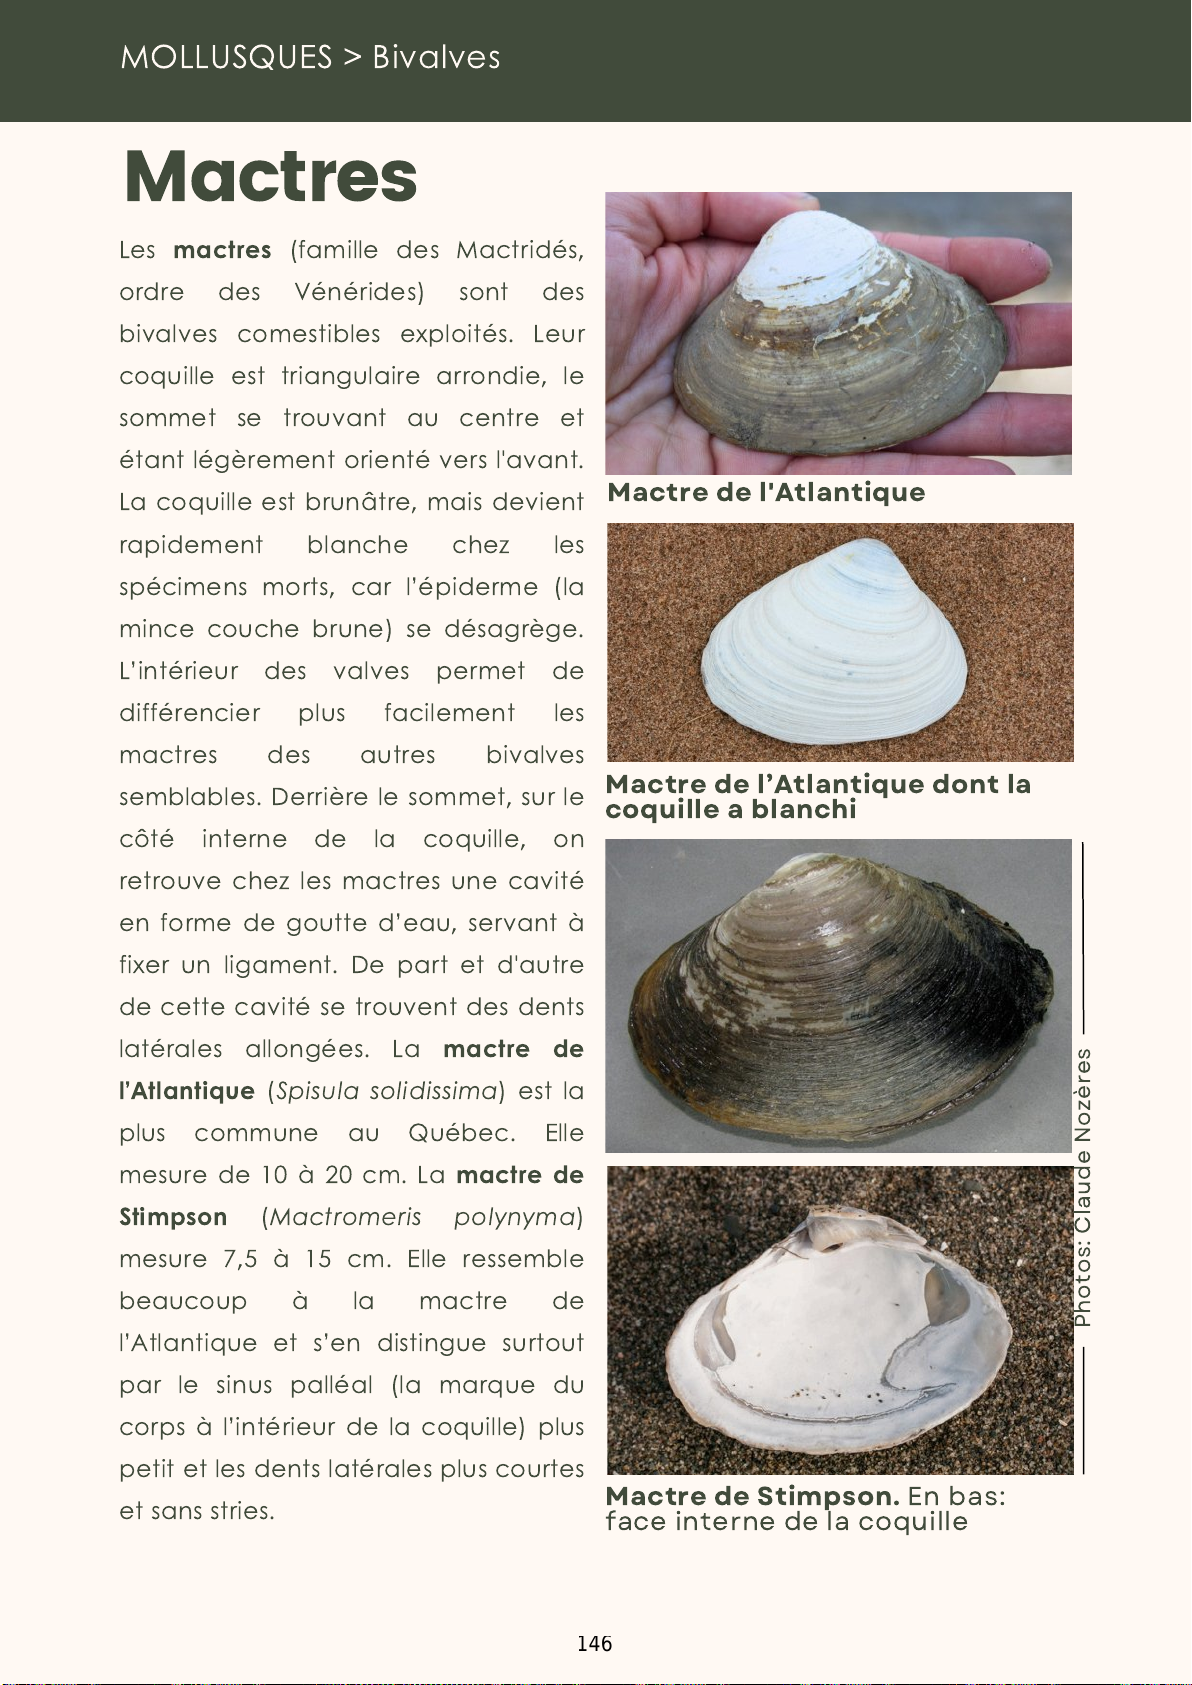 MOLLUSQUES > Bivalves
Mactres
Les mactres (famille des Mactridés,
ordre des Vénérides) sont des
bivalves comestibles exploités. Leur
coquille est triangulaire arrondie, le
sommet se trouvant au centre et
étant légèrement orienté vers l'avant.
La coquille est brunâtre, mais devient
rapidement blanche chez les
spécimens morts, car l’épiderme (la
mince couche brune) se désagrège.
L’intérieur des valves permet de
différencier plus facilement les
mactres des autres bivalves
semblables. Derrière le sommet, sur le
côté interne de la coquille, on
retrouve chez les mactres une cavité
en forme de goutte d’eau, servant à
fixer un ligament. De part et d'autre
de cette cavité se trouvent des dents
latérales allongées. La mactre de
l’Atlantique (Spisula solidissima) est la
plus commune au Québec. Elle
mesure de 10 à 20 cm. La mactre de
Stimpson (Mactromeris polynyma)
mesure 7,5 à 15 cm. Elle ressemble
beaucoup à la mactre de
l’Atlantique et s’en distingue surtout
par le sinus palléal (la marque du
corps à l’intérieur de la coquille) plus
petit et les dents latérales plus courtes
et sans stries.
Mactre de l'Atlantique
Mactre de l’Atlantique dont la
coquille a blanchi
Photos: Claude Nozères
Mactre de Stimpson. En bas:
face interne de la coquille
146